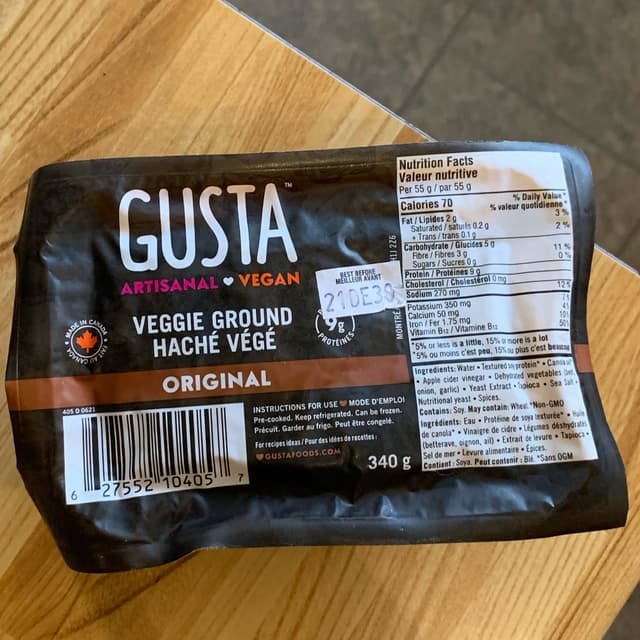 GUSTA™
ARTISANAL VEGAN
VEGGIE GROUND
HACHÉ VÉGÉ
ORIGINAL
MADE IN CANADA
BEST BEFORE
MEILLEUR AVANT
21DE30
9g
PROTÉINES
405 D 0621
6 27552 10405 7
INSTRUCTIONS FOR USE MODE D'EMPLOI
Pre-cooked. Keep refrigerated. Can be frozen.
Précuit. Garder au frigo. Peut être congelé.
For recipes ideas / Pour des idées de recettes:
GUSTAFOODS.COM
340 g
Nutrition Facts
Valeur nutritive
Per 55 g / par 55 g
Calories 70
% Daily Value*
% valeur quotidienne*
Fat / Lipides 2 g 3 %
Saturated / saturés 0.2 g
+ Trans / trans 0.1 g 2 %
Carbohydrate / Glucides 5 g
Fibre / Fibres 3 g 11 %
Sugars / Sucres 0 g 0 %
Protein / Protéines 9 g
Cholesterol / Cholestérol 0 mg
Sodium 270 mg 12 %
Potassium 350 mg
Calcium 50 mg
Iron / Fer 1.75 mg
Vitamin B12 / Vitamine B12
*5% or less is a little, 15% or more is a lot
*5% ou moins c'est peu, 15% ou plus c'est beaucoup
Ingredients: Water • Textured soy protein* • Canola
• Apple cider vinegar • Dehydrated vegetables
onion, garlic) • Yeast Extract • Tapioca • Sea Salt •
Nutritional yeast • Spices.
Contains: Soy. May contain: Wheat. *Non-GMO
Ingrédients: Eau • Protéine de soya texturée* • Huile
de canola* • Vinaigre de cidre • Légumes déshydratés
(betterave, oignon, ail) • Extrait de levure • Tapioca •
Sel de mer • Levure alimentaire • Épices.
Contient: Soya. Peut contenir: Blé. *Sans OGM